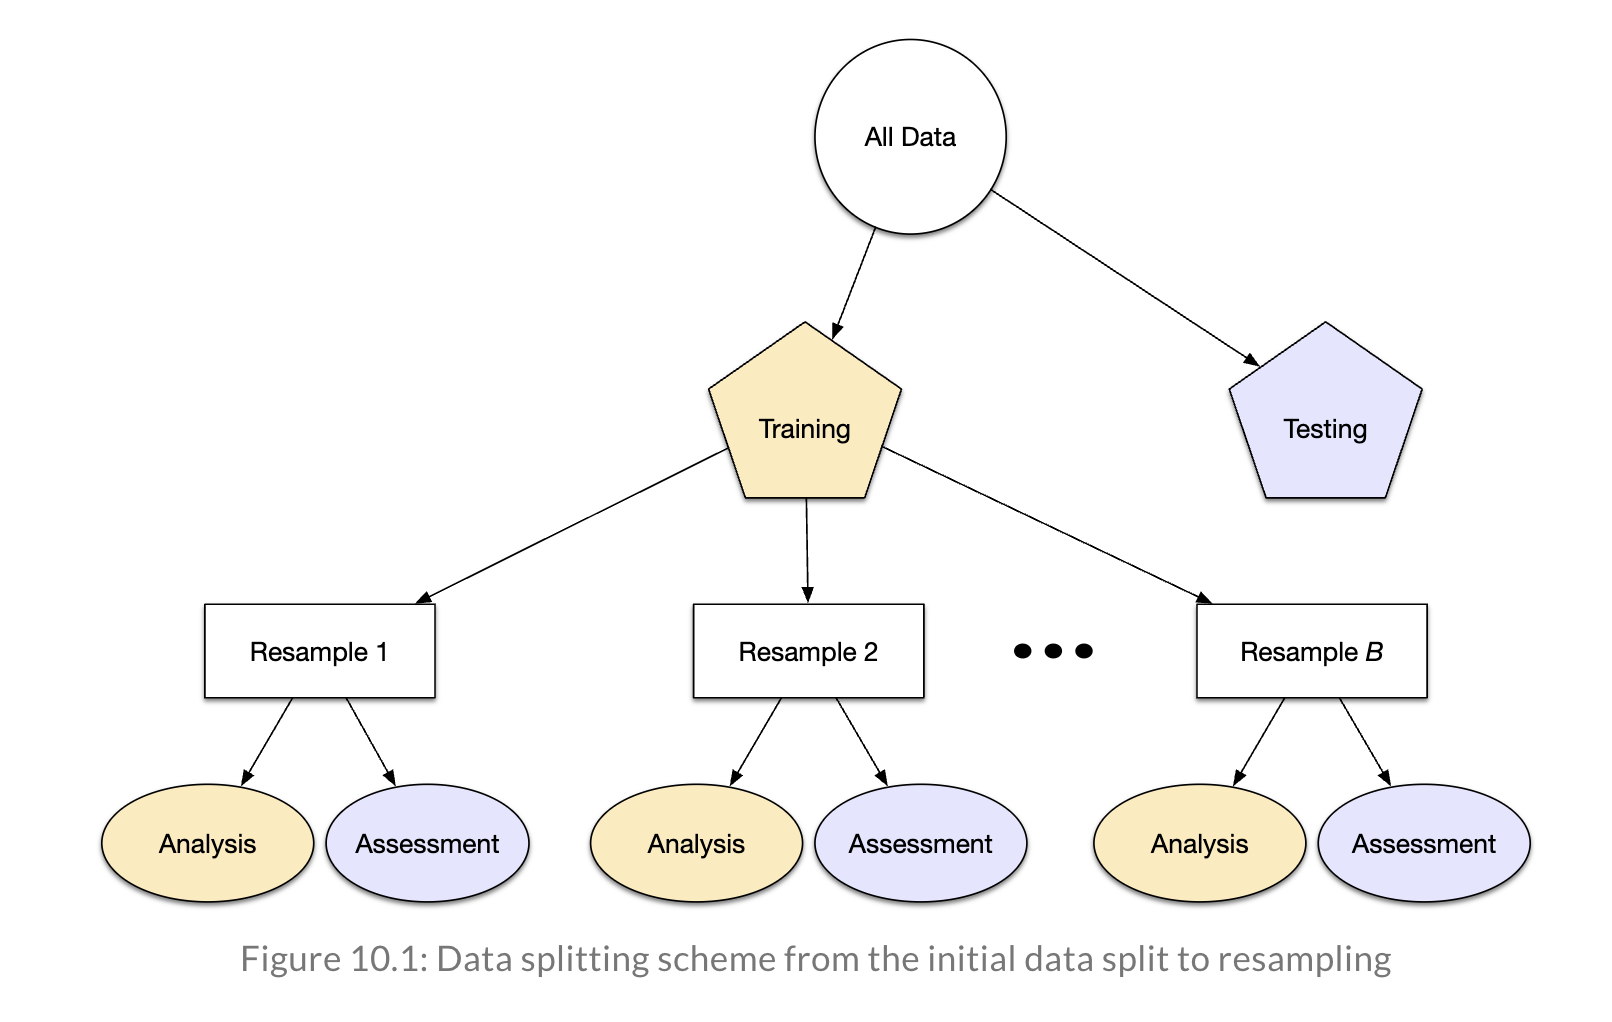 All Data
Training
Testing
Resample 1
Resample 2
Resample B
Analysis
Assessment
Analysis
Assessment
Analysis
Assessment
Figure 10.1: Data splitting scheme from the initial data split to resampling